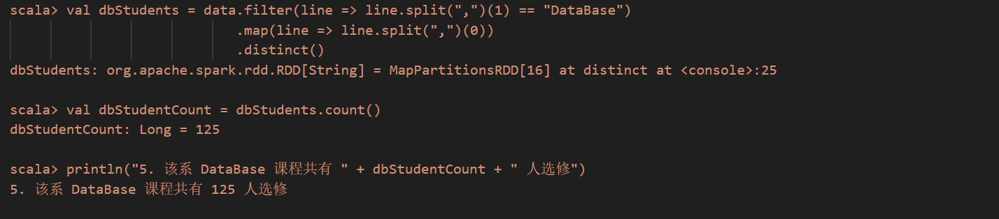 scala> val dbStudents = data.filter(line => line.split(",")(1) == "DataBase")
.map(line => line.split(",")(0))
.distinct()
dbStudents: org.apache.spark.rdd.RDD[String] = MapPartitionsRDD[16] at distinct at <console>:25
scala> val dbStudentCount = dbStudents.count()
dbStudentCount: Long = 125
scala> println("5. 该系 DataBase 课程共有 " + dbStudentCount + " 人选修")
5. 该系 DataBase 课程共有 125 人选修